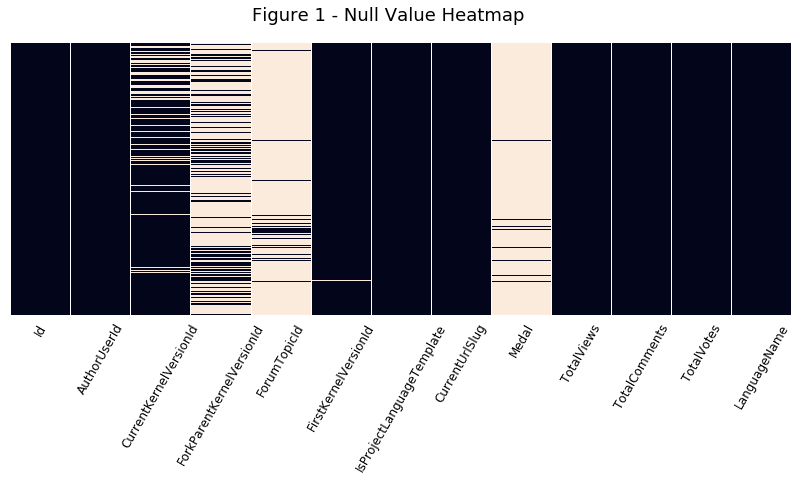 Figure 1 - Null Value Heatmap
Id
AuthorUserId
CurrentKernelVersionId
ForkParentKernelVersionId
ForumTopicId
FirstKernelVersionId
IsProjectLanguageTemplate
CurrentUrlSlug
Medal
TotalViews
TotalComments
TotalVotes
LanguageName